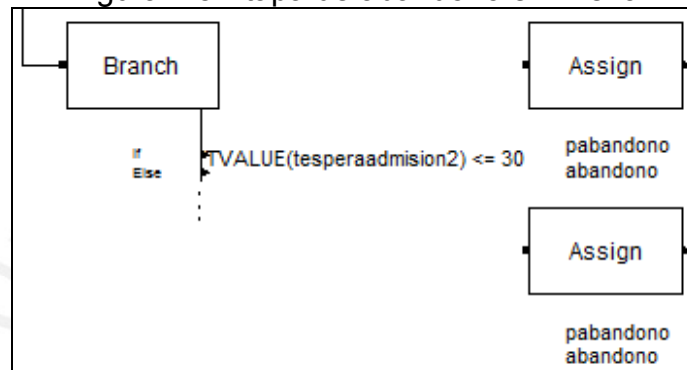 Branch
Assign
If
TVALUE(tesperaadmision2) <= 30
Else
pabandono
abandono
Assign
pabandono
abandono